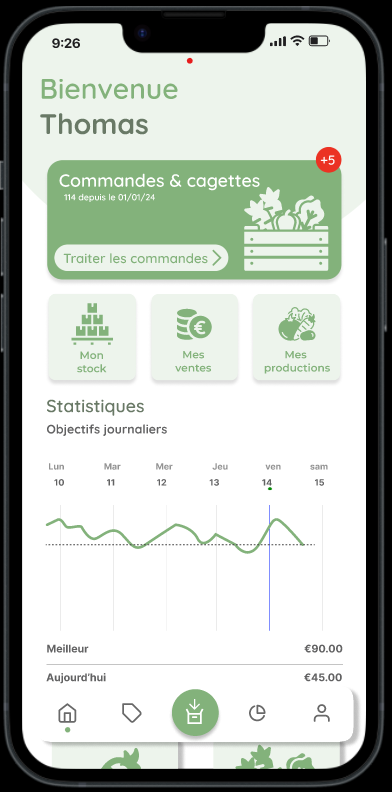 9:26
Bienvenue
Thomas
+5
Commandes & cagettes
114 depuis le 01/01/24
Traiter les commandes
Mon
stock
Mes
ventes
Mes
productions
Statistiques
Objectifs journaliers
Lun Mar Mer Jeu ven sam
10 11 12 13 14 15
Meilleur €90.00
Aujourd'hui €45.00